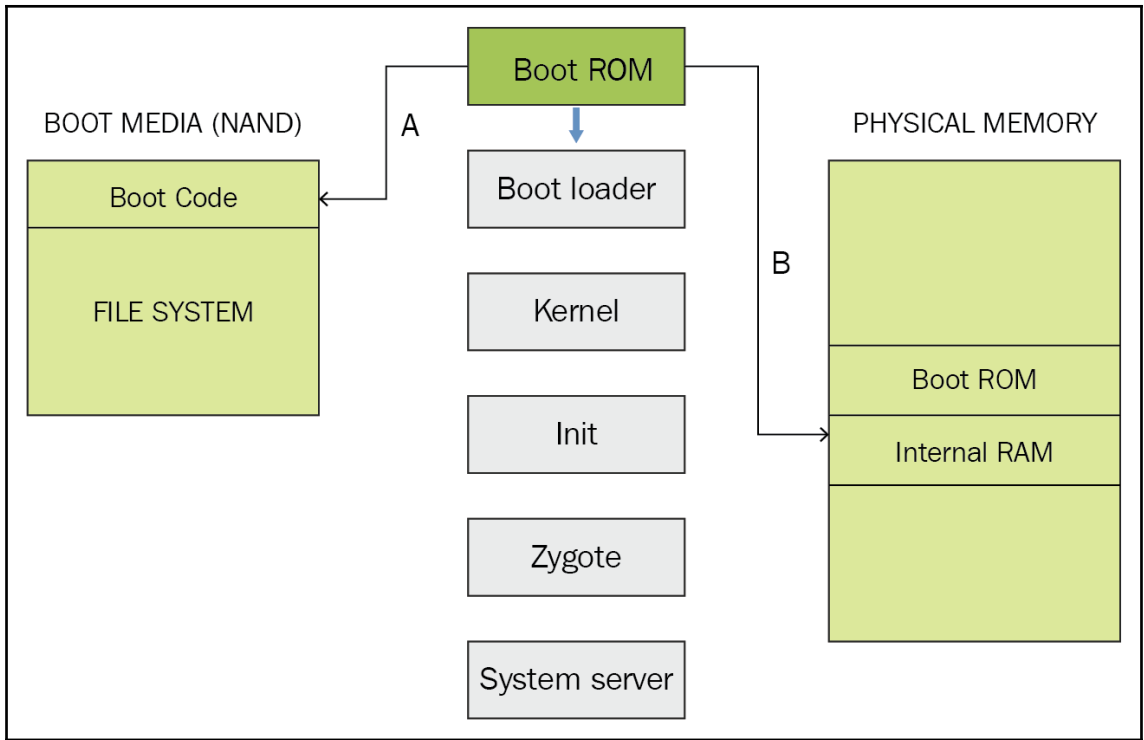 Boot ROM
BOOT MEDIA (NAND)
A
PHYSICAL MEMORY
Boot Code
Boot loader
B
FILE SYSTEM
Kernel
Boot ROM
Init
Internal RAM
Zygote
System server